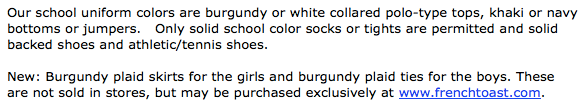 Our school uniform colors are burgundy or white collared polo-type tops, khaki or navy
bottoms or jumpers.   Only solid school color socks or tights are permitted and solid
backed shoes and athletic/tennis shoes.

New: Burgundy plaid skirts for the girls and burgundy plaid ties for the boys. These
are not sold in stores, but may be purchased exclusively at www.frenchtoast.com.